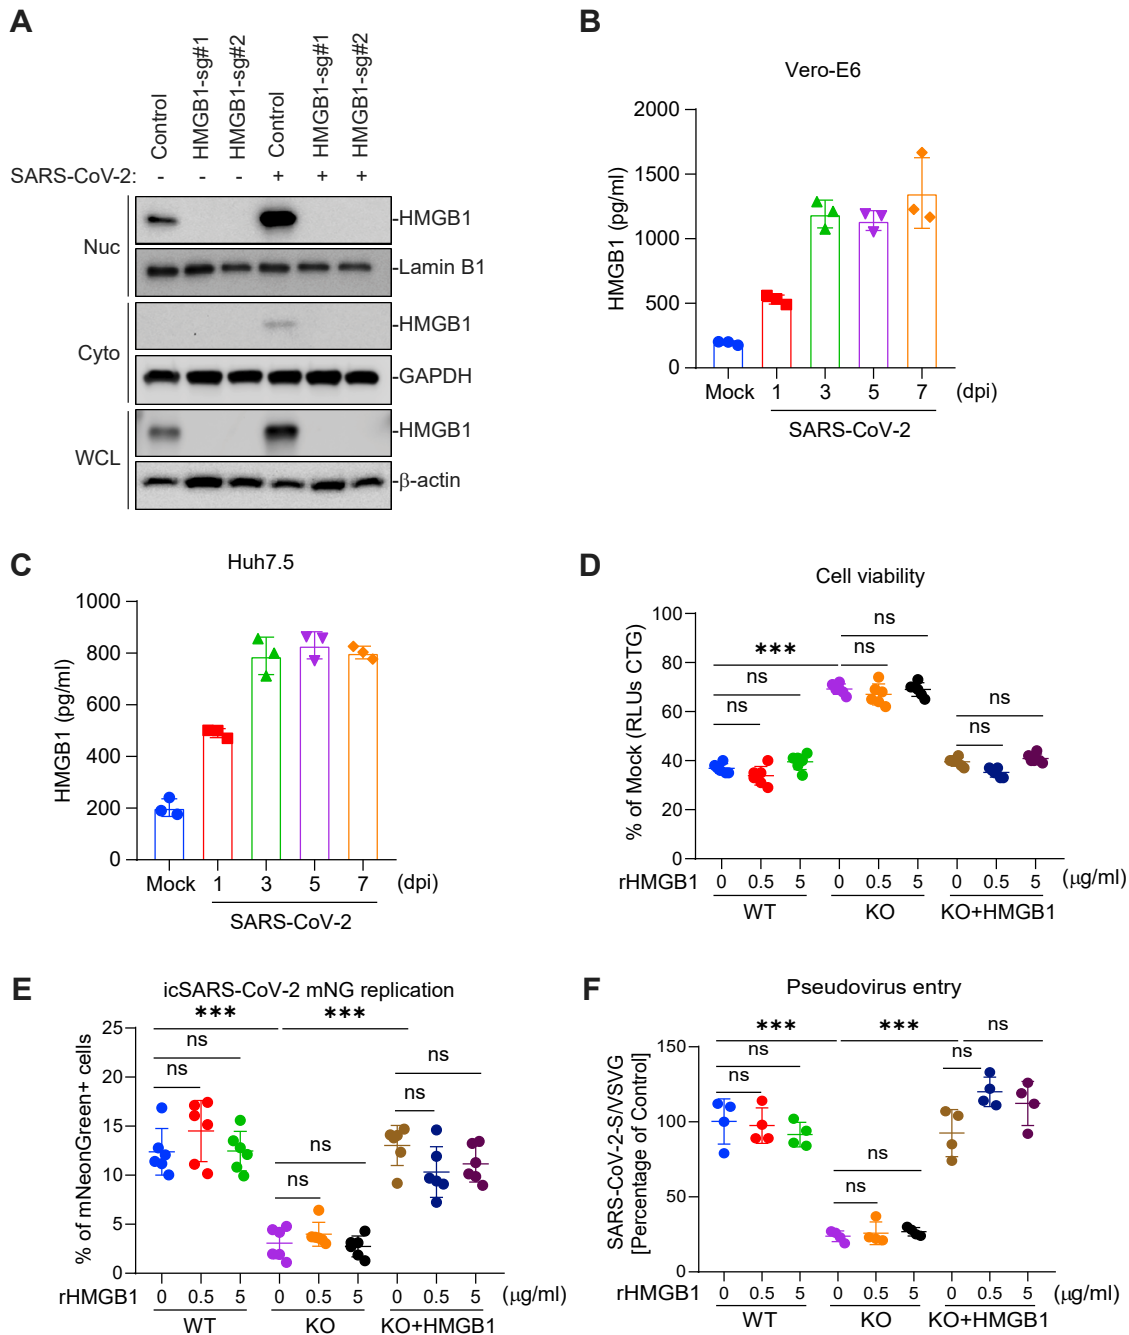 A
Control
HMGB1-sg#1
HMGB1-sg#2
Control
HMGB1-sg#1
HMGB1-sg#2
SARS-CoV-2: - - - + + +
Nuc
-HMGB1
-Lamin B1
Cyto
-HMGB1
-GAPDH
WCL
-HMGB1
-β-actin
B
Vero-E6
HMGB1 (pg/ml)
2000
1500
1000
500
0
Mock 1 3 5 7 (dpi)
SARS-CoV-2
C
Huh7.5
HMGB1 (pg/ml)
1000
800
600
400
200
0
Mock 1 3 5 7 (dpi)
SARS-CoV-2
D
Cell viability
% of Mock (RLUs CTG)
100
80
60
40
20
0
ns
*** ns
ns
ns
ns
ns
rHMGB1 0 0.5 5 0 0.5 5 0 0.5 5 (μg/ml)
WT KO KO+HMGB1
E
icSARS-CoV-2 mNG replication
% of mNeonGreen+ cells
25
20
15
10
5
0
*** ***
ns
ns
ns
ns
ns
ns
rHMGB1 0 0.5 5 0 0.5 5 0 0.5 5 (μg/ml)
WT KO KO+HMGB1
F
Pseudovirus entry
SARS-CoV-2-S/VSVG
[Percentage of Control]
150
100
50
0
*** *** ns
ns
ns
ns
ns
ns
rHMGB1 0 0.5 5 0 0.5 5 0 0.5 5 (μg/ml)
WT KO KO+HMGB1